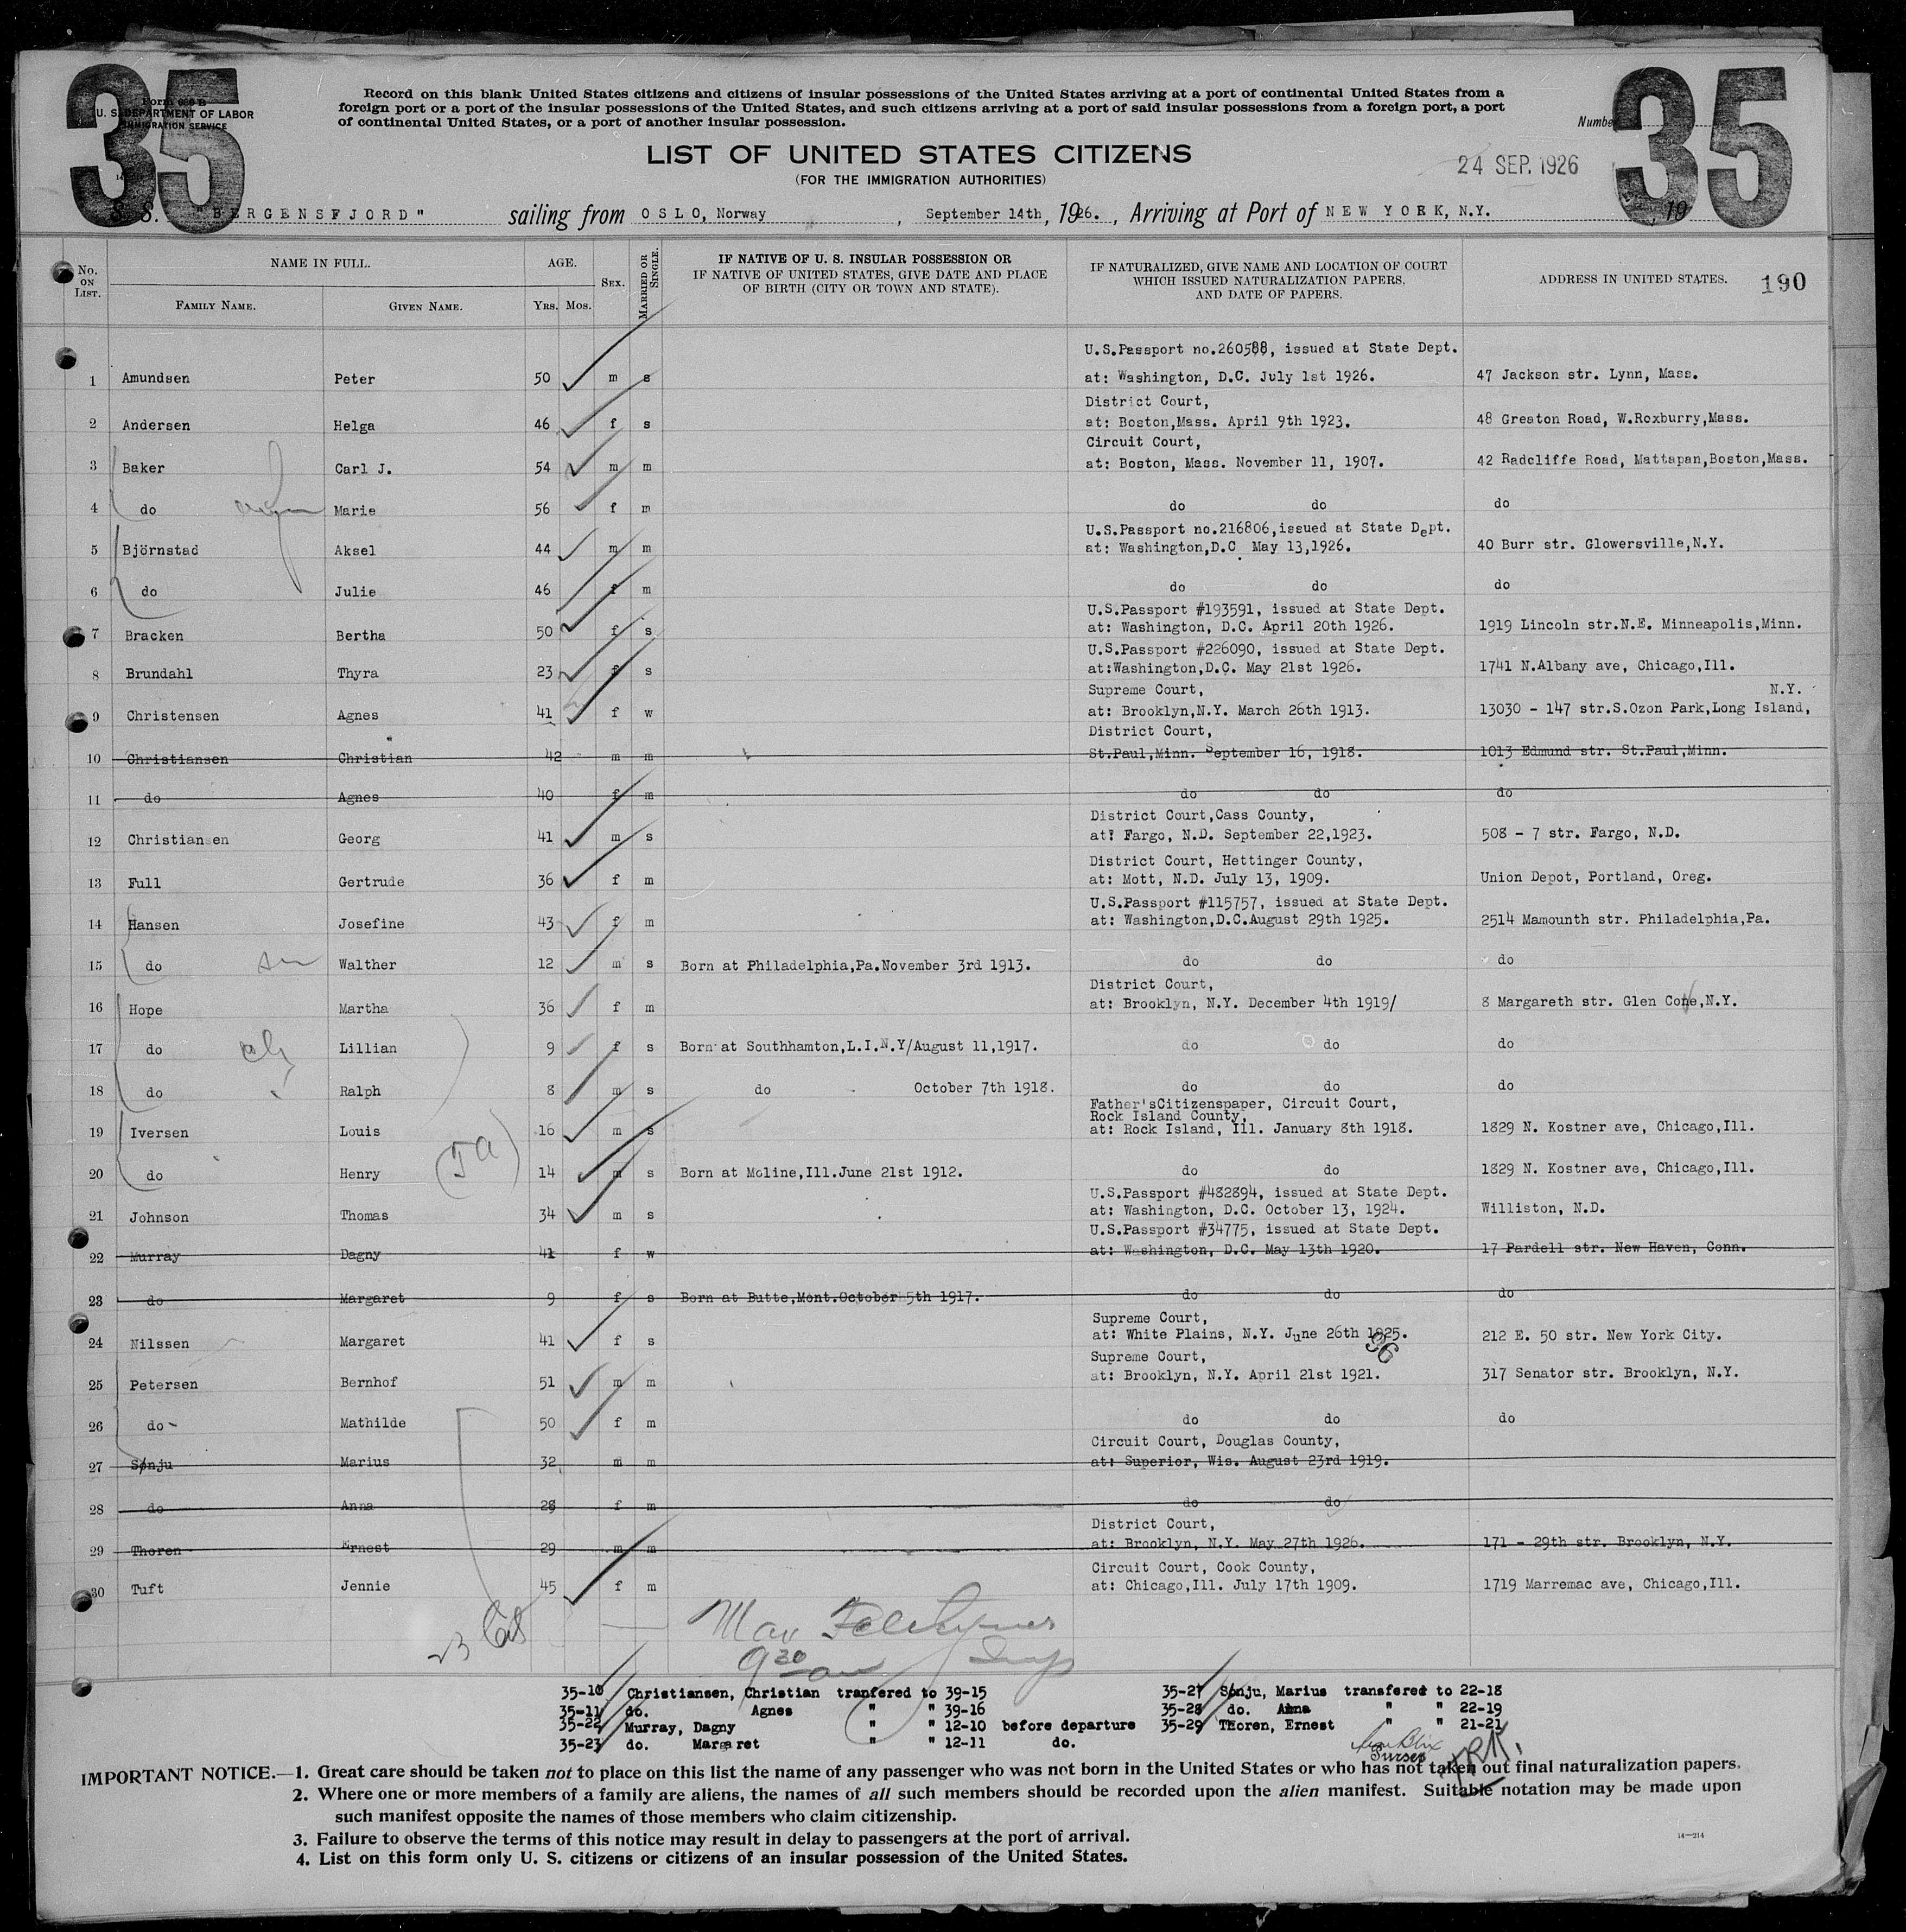 35 35
Form 630 B
U. S. DEPARTMENT OF LABOR
IMMIGRATION SERVICE
Record on this blank United States citizens and citizens of insular possessions of the United States arriving at a port of continental United States from a
foreign port or a port of the insular possessions of the United States, and such citizens arriving at a port of said insular possessions from a foreign port, a port
of continental United States, or a port of another insular possession.
Number
LIST OF UNITED STATES CITIZENS
(FOR THE IMMIGRATION AUTHORITIES)
24 SEP. 1926
S. S. "BERGENSFJORD" sailing from OSLO, Norway, September 14th, 1926., Arriving at Port of NEW YORK, N.Y. , 19
No. ON LIST. NAME IN FULL. AGE. SEX. MARRIED OR SINGLE. IF NATIVE OF U. S. INSULAR POSSESSION OR IF NATIVE OF UNITED STATES, GIVE DATE AND PLACE OF BIRTH (CITY OR TOWN AND STATE). IF NATURALIZED, GIVE NAME AND LOCATION OF COURT WHICH ISSUED NATURALIZATION PAPERS, AND DATE OF PAPERS. ADDRESS IN UNITED STATES. 190
FAMILY NAME. GIVEN NAME. YRS. MOS.
U.S.Passport no.260588, issued at State Dept.
1 Amundsen Peter 50 m s at: Washington, D.C. July 1st 1926. 47 Jackson str. Lynn, Mass.
District Court,
2 Andersen Helga 46 f s at: Boston,Mass. April 9th 1923. 48 Greaton Road, W.Roxburry,Mass.
Circuit Court,
3 Baker Carl J. 54 m m at: Boston, Mass. November 11, 1907. 42 Radcliffe Road, Mattapan,Boston,Mass.
4 do Marie 56 f m do do do
U.S.Passport no.216806,issued at State Dept.
5 Björnstad Aksel 44 m m at: Washington,D.C May 13,1926. 40 Burr str. Glowersville,N.Y.
6 do Julie 46 f m do do do
U.S.Passport #193591, issued at State Dept.
7 Bracken Bertha 50 f s at: Washington, D.C. April 20th 1926. 1919 Lincoln str.N.E. Minneapolis,Minn.
U.S.Passport #226090, issued at State Dept.
8 Brundahl Thyra 23 f s at:Washington,D.C. May 21st 1926. 1741 N.Albany ave, Chicago,Ill.
Supreme Court, N.Y.
9 Christensen Agnes 41 f w at: Brooklyn,N.Y. March 26th 1913. 13030 - 147 str.S.Ozon Park,Long Island,
District Court,
10 Christiansen Christian 42 m m St.Paul,Minn. September 16, 1918. 1013 Edmund str. St.Paul,Minn.
11 do Agnes 40 f m do do do
District Court,Cass County,
12 Christiansen Georg 41 m s at: Fargo, N.D. September 22,1923. 508 - 7 str. Fargo, N.D.
District Court, Hettinger County,
13 Full Gertrude 36 f m at: Mott, N.D. July 13, 1909. Union Depot, Portland, Oreg.
U.S.Passport #115757, issued at State Dept.
14 Hansen Josefine 43 f m at: Washington,D.C.August 29th 1925. 2514 Mamounth str. Philadelphia,Pa.
15 do Walther 12 m s Born at Philadelphia,Pa.November 3rd 1913. do do do
District Court,
16 Hope Martha 36 f m at: Brooklyn, N.Y. December 4th 1919/ 8 Margareth str. Glen Cone,N.Y.
17 do Lillian 9 f s Born at Southhamton,L.I.N.Y/August 11,1917. do do do
18 do Ralph 8 m s do October 7th 1918. do do do
Father'sCitizenspaper, Circuit Court,
Rock Island County,
19 Iversen Louis 16 m s at: Rock Island, Ill. January 8th 1918. 1829 N. Kostner ave, Chicago,Ill.
20 do Henry 14 m s Born at Moline,Ill.June 21st 1912. do do 1829 N. Kostner ave, Chicago,Ill.
U.S.Passport #482894, issued at State Dept.
21 Johnson Thomas 34 m s at: Washington, D.C. October 13, 1924. Williston, N.D.
U.S.Passport #34775, issued at State Dept.
22 Murray Dagny 41 f w at: Washington, D.C. May 13th 1920. 17 Pardell str. New Haven, Conn.
23 do Margaret 9 f s Born at Butte,Mont.October 5th 1917. do do do
Supreme Court,
24 Nilssen Margaret 41 f s at: White Plains, N.Y. June 26th 1925. 212 E. 50 str. New York City.
36
Supreme Court,
25 Petersen Bernhof 51 m m at: Brooklyn, N.Y. April 21st 1921. 317 Senator str. Brooklyn, N.Y.
26 do Mathilde 50 f m do do do
Circuit Court, Douglas County,
27 Sønju Marius 32 m m at: Superior, Wis. August 23rd 1919.
28 do Anna 28 f m do do
District Court,
29 Thoren Ernest 29 m m at: Brooklyn, N.Y. May 27th 1926. 171 - 29th str. Brooklyn, N.Y.
Circuit Court, Cook County,
30 Tuft Jennie 45 f m at: Chicago,Ill. July 17th 1909. 1719 Marremac ave, Chicago,Ill.
23 Cit
9 30 am Insp
35-10 Christiansen, Christian tranfered to 39-15 35-27 Sønju, Marius transfered to 22-18
35-11 do. Agnes " " 39-16 35-28 do. Anna " " 22-19
35-22 Murray, Dagny " " 12-10 before departure 35-29 Thoren, Ernest " " 21-21
35-23 do. Margaret " " 12-11 do.
Purser
IMPORTANT NOTICE.—1. Great care should be taken not to place on this list the name of any passenger who was not born in the United States or who has not taken out final naturalization papers.
2. Where one or more members of a family are aliens, the names of all such members should be recorded upon the alien manifest. Suitable notation may be made upon
such manifest opposite the names of those members who claim citizenship.
3. Failure to observe the terms of this notice may result in delay to passengers at the port of arrival.
4. List on this form only U. S. citizens or citizens of an insular possession of the United States.
14—214